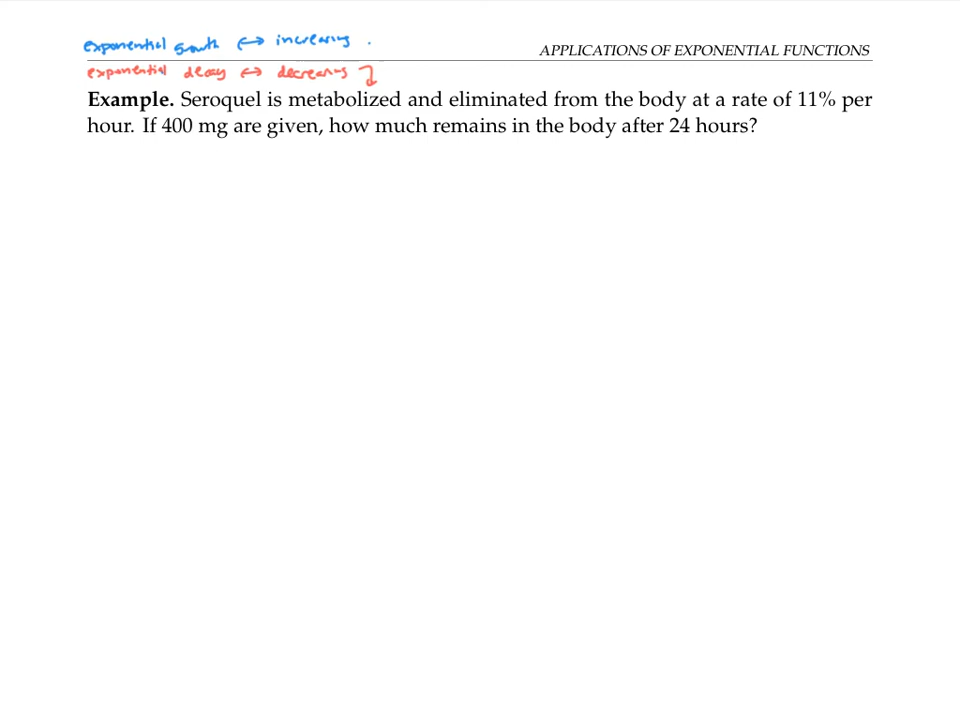 exponential growth ↔ increasing .
APPLICATIONS OF EXPONENTIAL FUNCTIONS
exponential decay ↔ decreasing
Example. Seroquel is metabolized and eliminated from the body at a rate of 11% per
hour. If 400 mg are given, how much remains in the body after 24 hours?